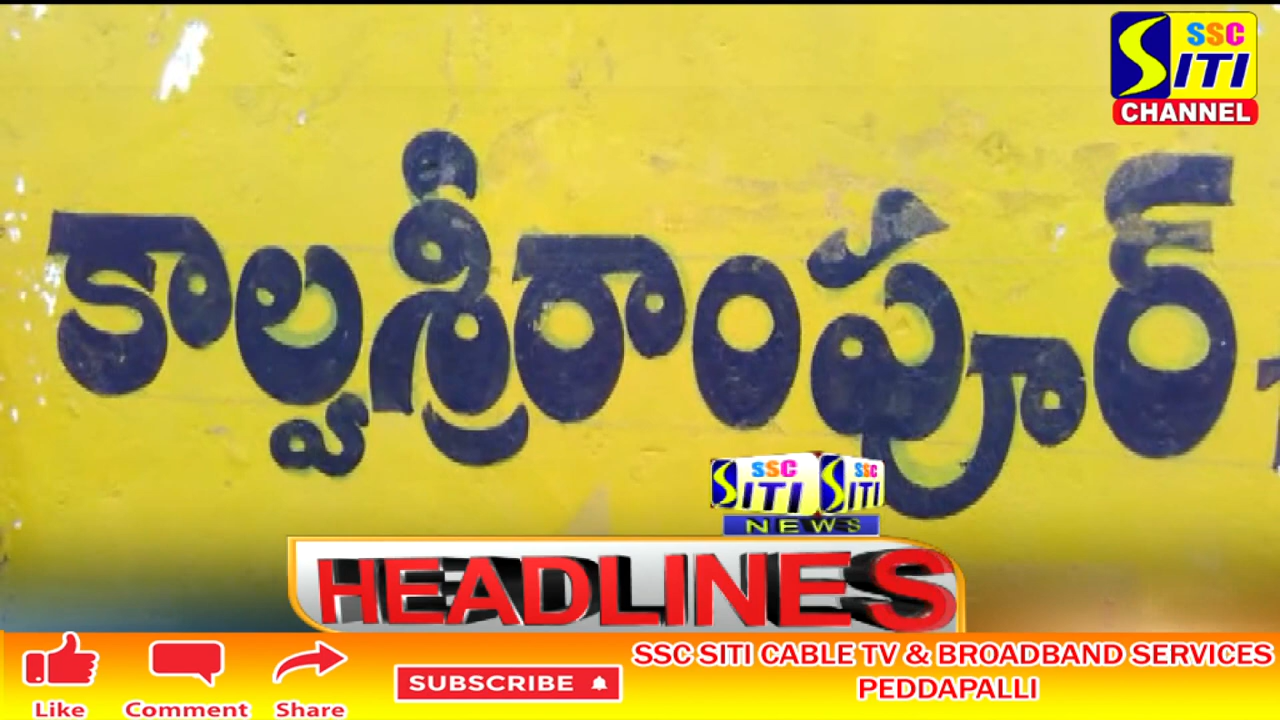 SSC
SITI
CHANNEL
కాల్వశ్రీరాంపూర్
SSC SSC
SITI SITI
NEWS
HEADLINES
SSC SITI CABLE TV & BROADBAND SERVICES
PEDDAPALLI
SUBSCRIBE
Like Comment Share